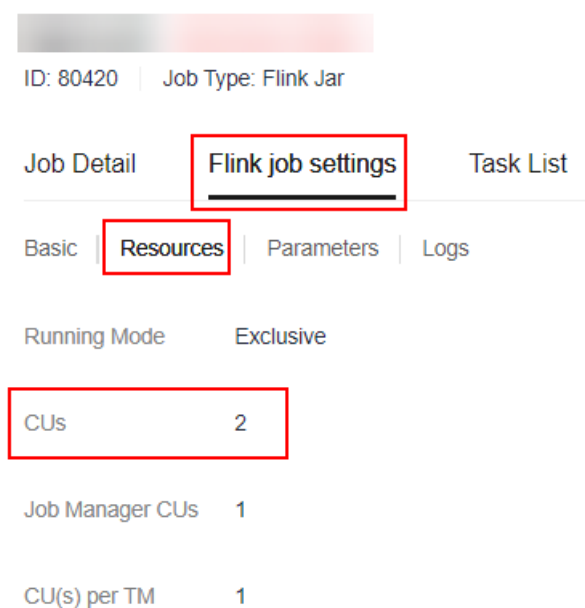 ID: 80420 Job Type: Flink Jar
Job Detail Flink job settings Task List
Basic Resources Parameters Logs
Running Mode Exclusive
CUs 2
Job Manager CUs 1
CU(s) per TM 1